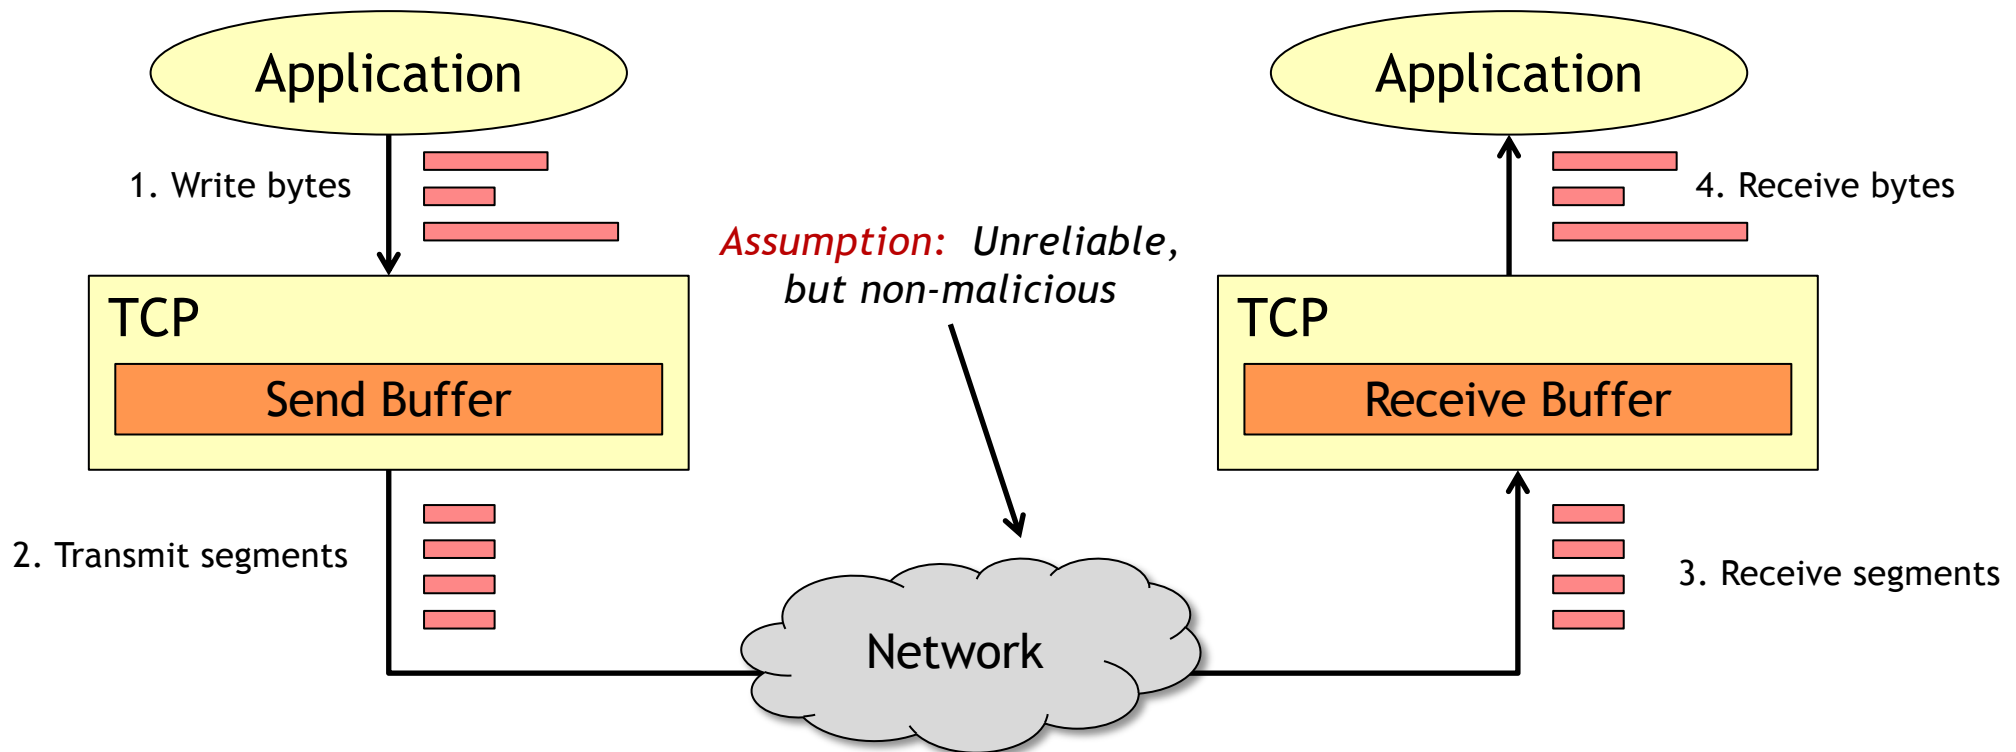 Application
Application
1. Write bytes
4. Receive bytes
Assumption: Unreliable,
but non-malicious
TCP
TCP
Send Buffer
Receive Buffer
2. Transmit segments
3. Receive segments
Network